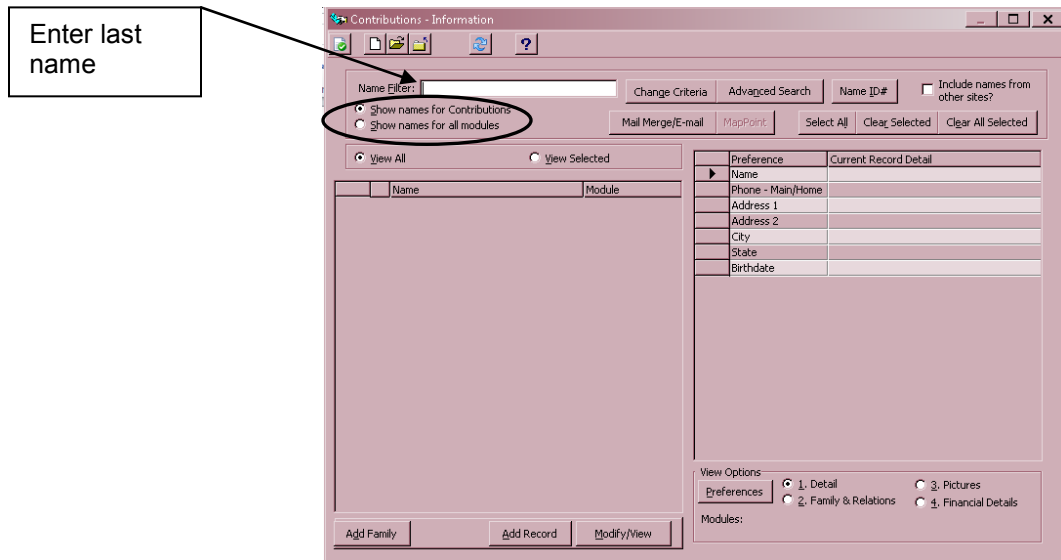 Enter last
name
Contributions - Information
Name Filter:
Change Criteria
Advanced Search
Name ID#
Include names from
other sites?
Show names for Contributions
Show names for all modules
Mail Merge/E-mail
MapPoint
Select All
Clear Selected
Clear All Selected
View All
View Selected
Name Module
Preference Current Record Detail
Name
Phone - Main/Home
Address 1
Address 2
City
State
Birthdate
View Options
Preferences
1. Detail
2. Family & Relations
3. Pictures
4. Financial Details
Modules:
Add Family
Add Record
Modify/View